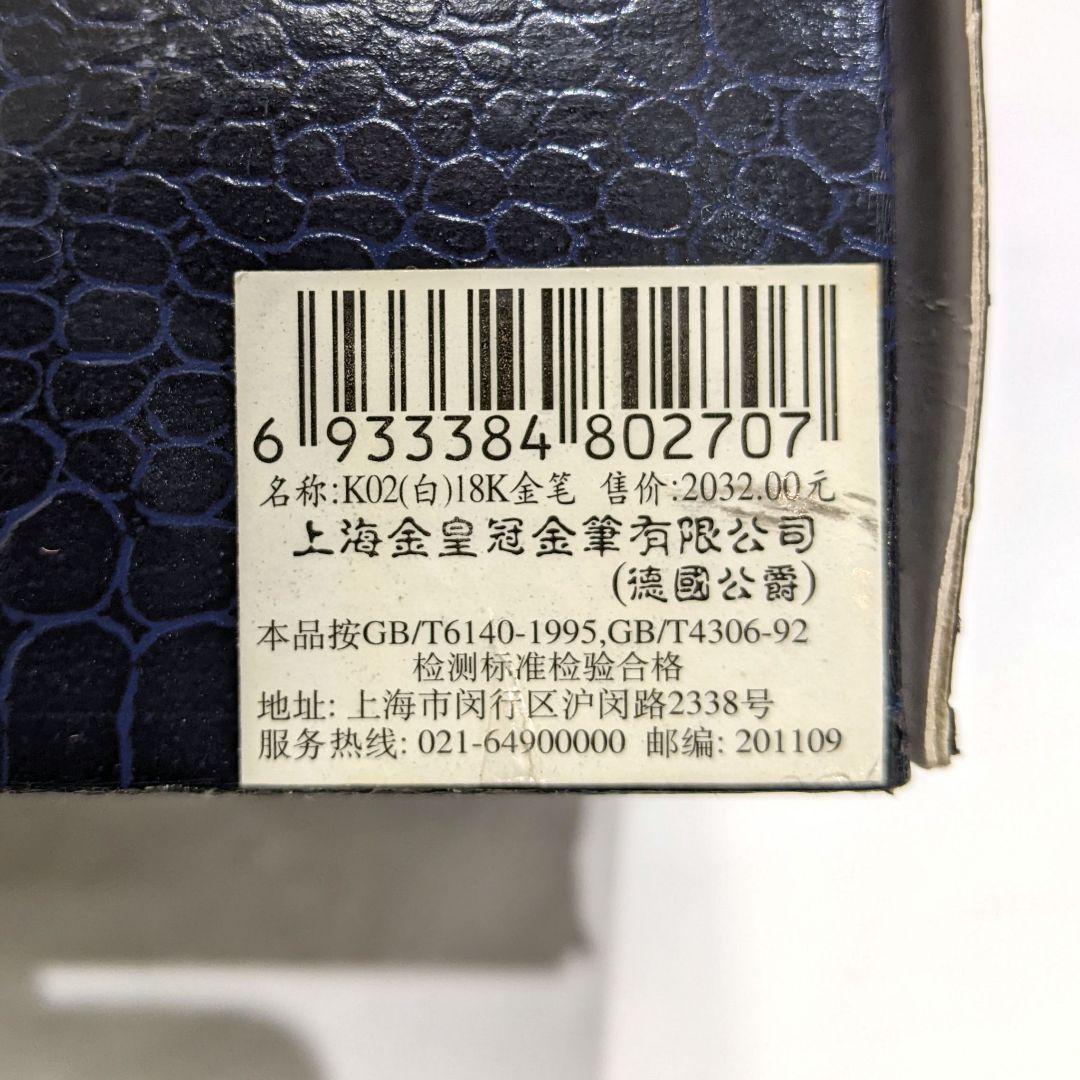 6 933384 802707
名称:K02(白)18K金笔 售价:2032.00元
上海金皇冠金筆有限公司
(德國公爵)
本品按GB/T6140-1995,GB/T4306-92
检测标准检验合格
地址: 上海市闵行区沪闵路2338号
服务热线: 021-64900000 邮编: 201109